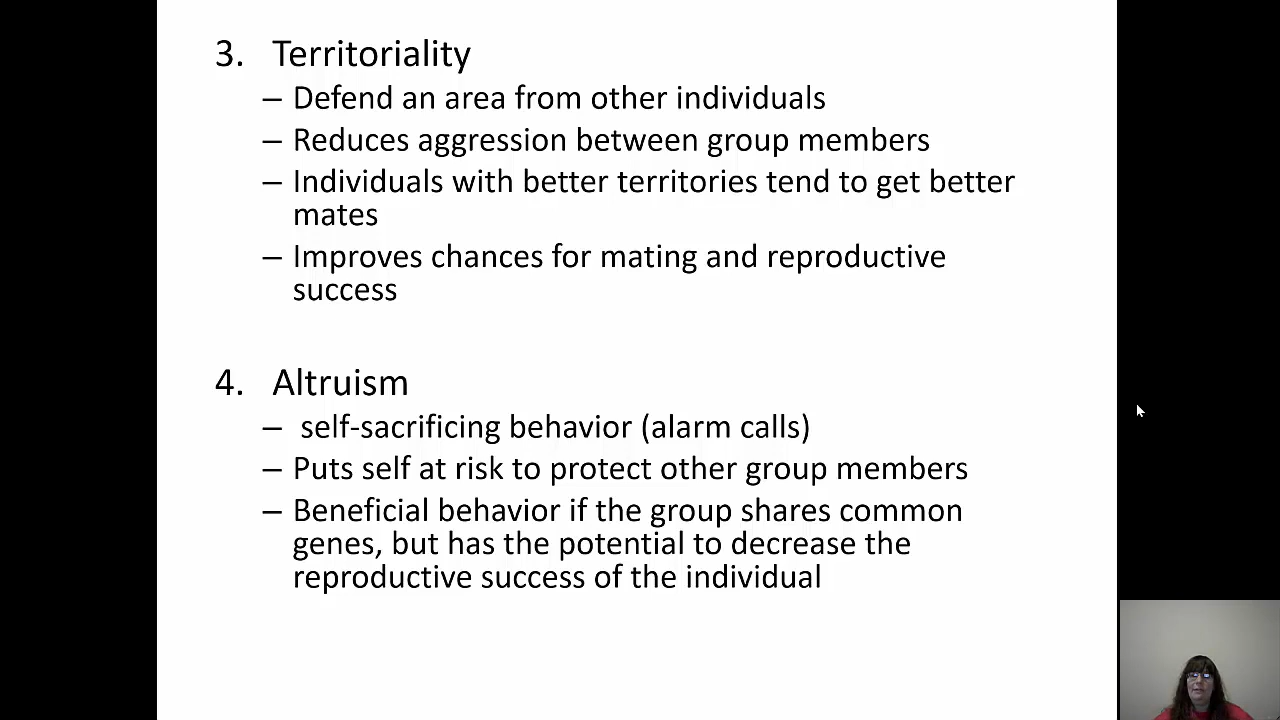 3. Territoriality
– Defend an area from other individuals
– Reduces aggression between group members
– Individuals with better territories tend to get better
mates
– Improves chances for mating and reproductive
success
4. Altruism
– self-sacrificing behavior (alarm calls)
– Puts self at risk to protect other group members
– Beneficial behavior if the group shares common
genes, but has the potential to decrease the
reproductive success of the individual